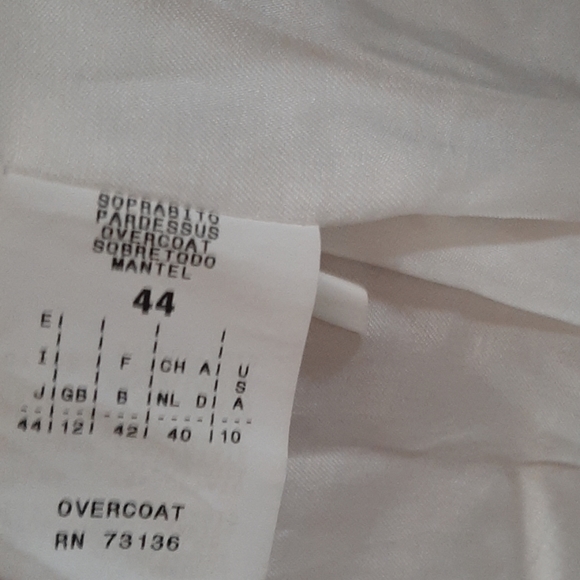 SOPRABITO
PARDESSUS
OVERCOAT
SOBRETODO
MANTEL
44
E
I F CH A U
S
J GB B NL D A
44 12 42 40 10
OVERCOAT
RN 73136